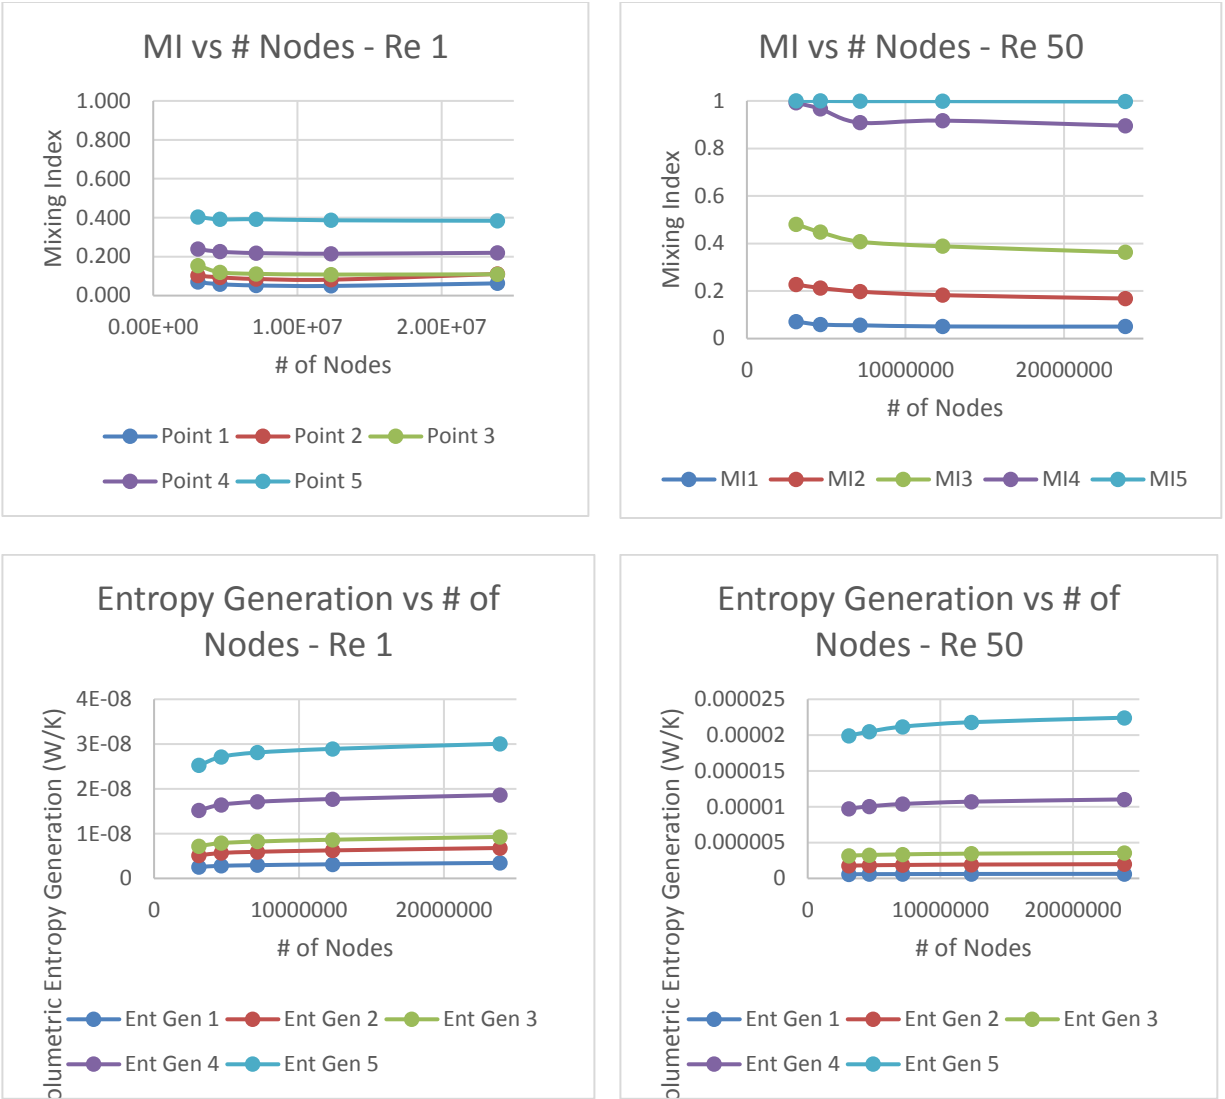 MI vs # Nodes - Re 1
1.000
0.800
0.600
0.400
0.200
0.000
Mixing Index
0.00E+00 1.00E+07 2.00E+07
# of Nodes
Point 1 Point 2 Point 3
Point 4 Point 5
MI vs # Nodes - Re 50
1
0.8
0.6
0.4
0.2
0
Mixing Index
0 10000000 20000000
# of Nodes
MI1 MI2 MI3 MI4 MI5
Entropy Generation vs # of
Nodes - Re 1
4E-08
3E-08
2E-08
1E-08
0
olumetric Entropy Generation (W/K)
0 10000000 20000000
# of Nodes
Ent Gen 1 Ent Gen 2 Ent Gen 3
Ent Gen 4 Ent Gen 5
Entropy Generation vs # of
Nodes - Re 50
0.000025
0.00002
0.000015
0.00001
0.000005
0
olumetric Entropy Generation (W/K)
0 10000000 20000000
# of Nodes
Ent Gen 1 Ent Gen 2 Ent Gen 3
Ent Gen 4 Ent Gen 5